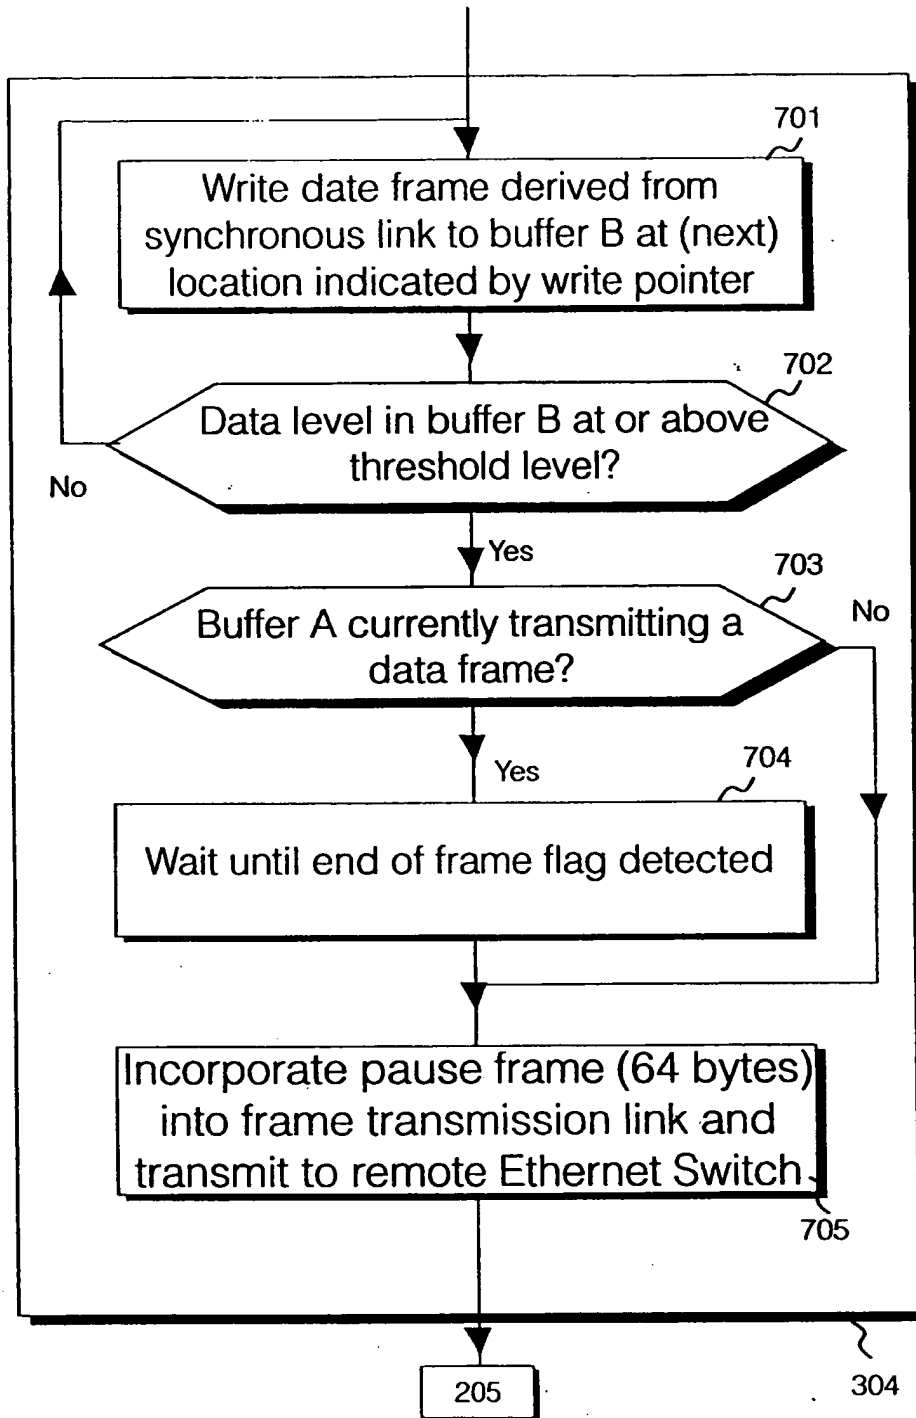 701
Write date frame derived from
synchronous link to buffer B at (next)
location indicated by write pointer
702
Data level in buffer B at or above
threshold level?
No
Yes
703
Buffer A currently transmitting a
data frame?
No
Yes
704
Wait until end of frame flag detected
Incorporate pause frame (64 bytes)
into frame transmission link and
transmit to remote Ethernet Switch
705
304
205